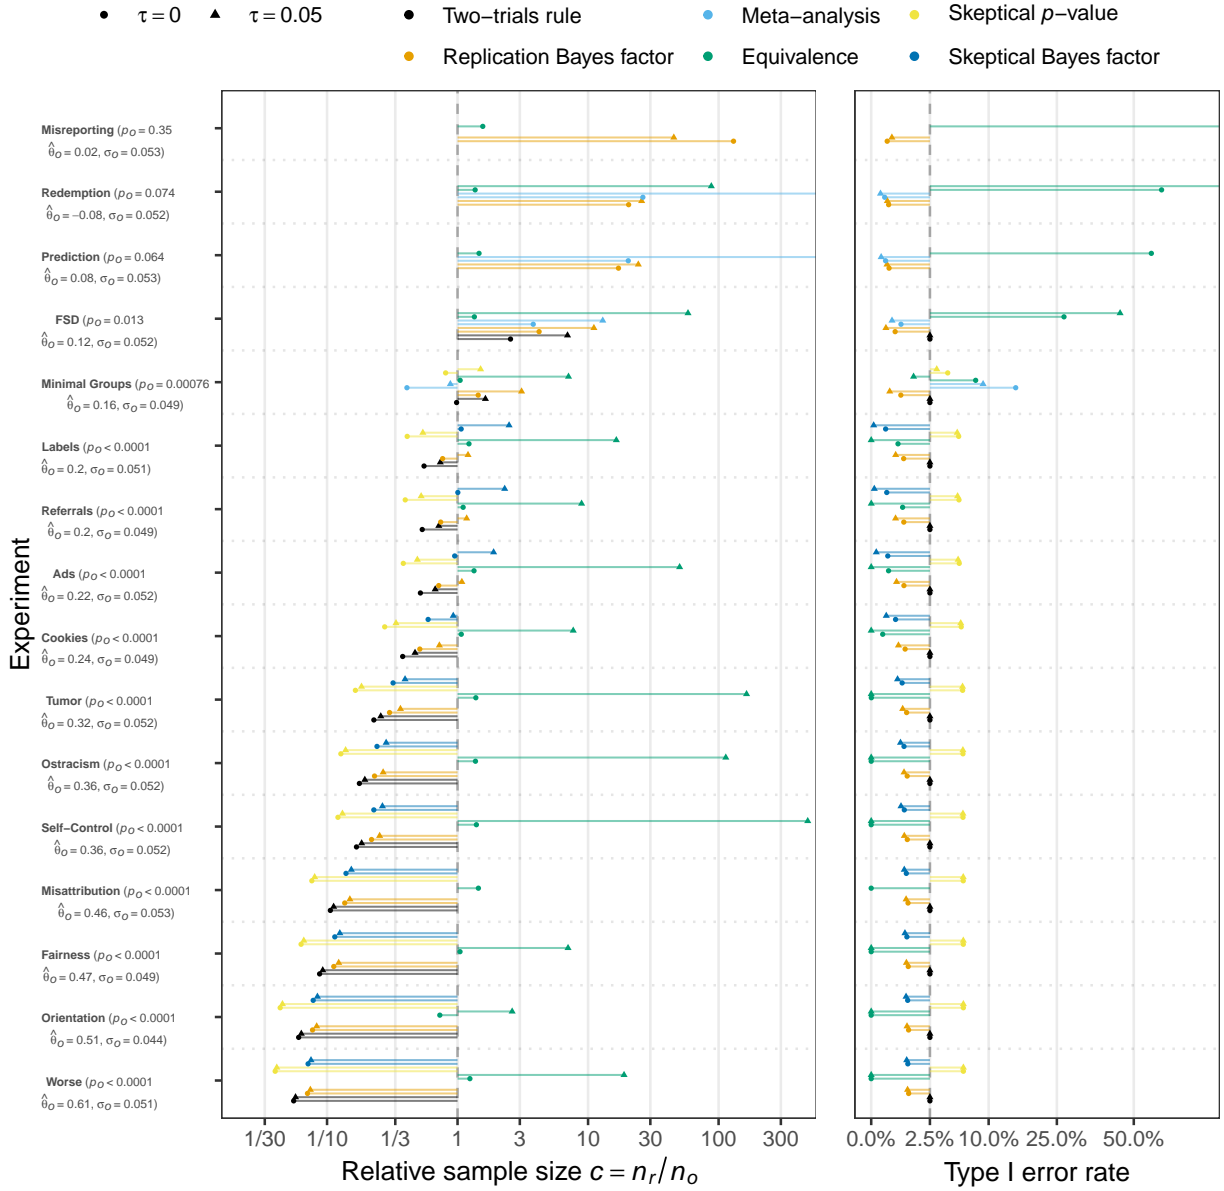 τ = 0 τ = 0.05 Two−trials rule Meta−analysis Skeptical p−value
Replication Bayes factor Equivalence Skeptical Bayes factor
Experiment
Misreporting (pO = 0.35
θ̂O = 0.02, σO = 0.053)
Redemption (pO = 0.074
θ̂O = −0.08, σO = 0.052)
Prediction (pO = 0.064
θ̂O = 0.08, σO = 0.053)
FSD (pO = 0.013
θ̂O = 0.12, σO = 0.052)
Minimal Groups (pO = 0.00076
θ̂O = 0.16, σO = 0.049)
Labels (pO < 0.0001
θ̂O = 0.2, σO = 0.051)
Referrals (pO < 0.0001
θ̂O = 0.2, σO = 0.049)
Ads (pO < 0.0001
θ̂O = 0.22, σO = 0.052)
Cookies (pO < 0.0001
θ̂O = 0.24, σO = 0.049)
Tumor (pO < 0.0001
θ̂O = 0.32, σO = 0.052)
Ostracism (pO < 0.0001
θ̂O = 0.36, σO = 0.052)
Self−Control (pO < 0.0001
θ̂O = 0.36, σO = 0.052)
Misattribution (pO < 0.0001
θ̂O = 0.46, σO = 0.053)
Fairness (pO < 0.0001
θ̂O = 0.47, σO = 0.049)
Orientation (pO < 0.0001
θ̂O = 0.51, σO = 0.044)
Worse (pO < 0.0001
θ̂O = 0.61, σO = 0.051)
1/30 1/10 1/3 1 3 10 30 100 300 0.0% 2.5% 10.0% 25.0% 50.0%
Relative sample size c = nr/no Type I error rate